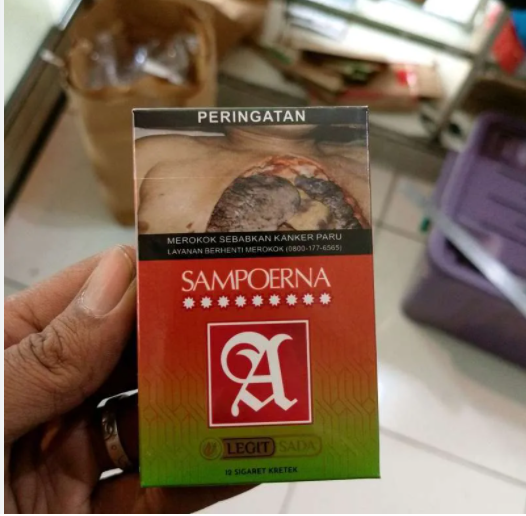 PERINGATAN
MEROKOK SEBABKAN KANKER PARU
LAYANAN BERHENTI MEROKOK (0800-177-6565)
SAMPOERNA
A
LEGIT SADA
10 SIGARET KRETEK